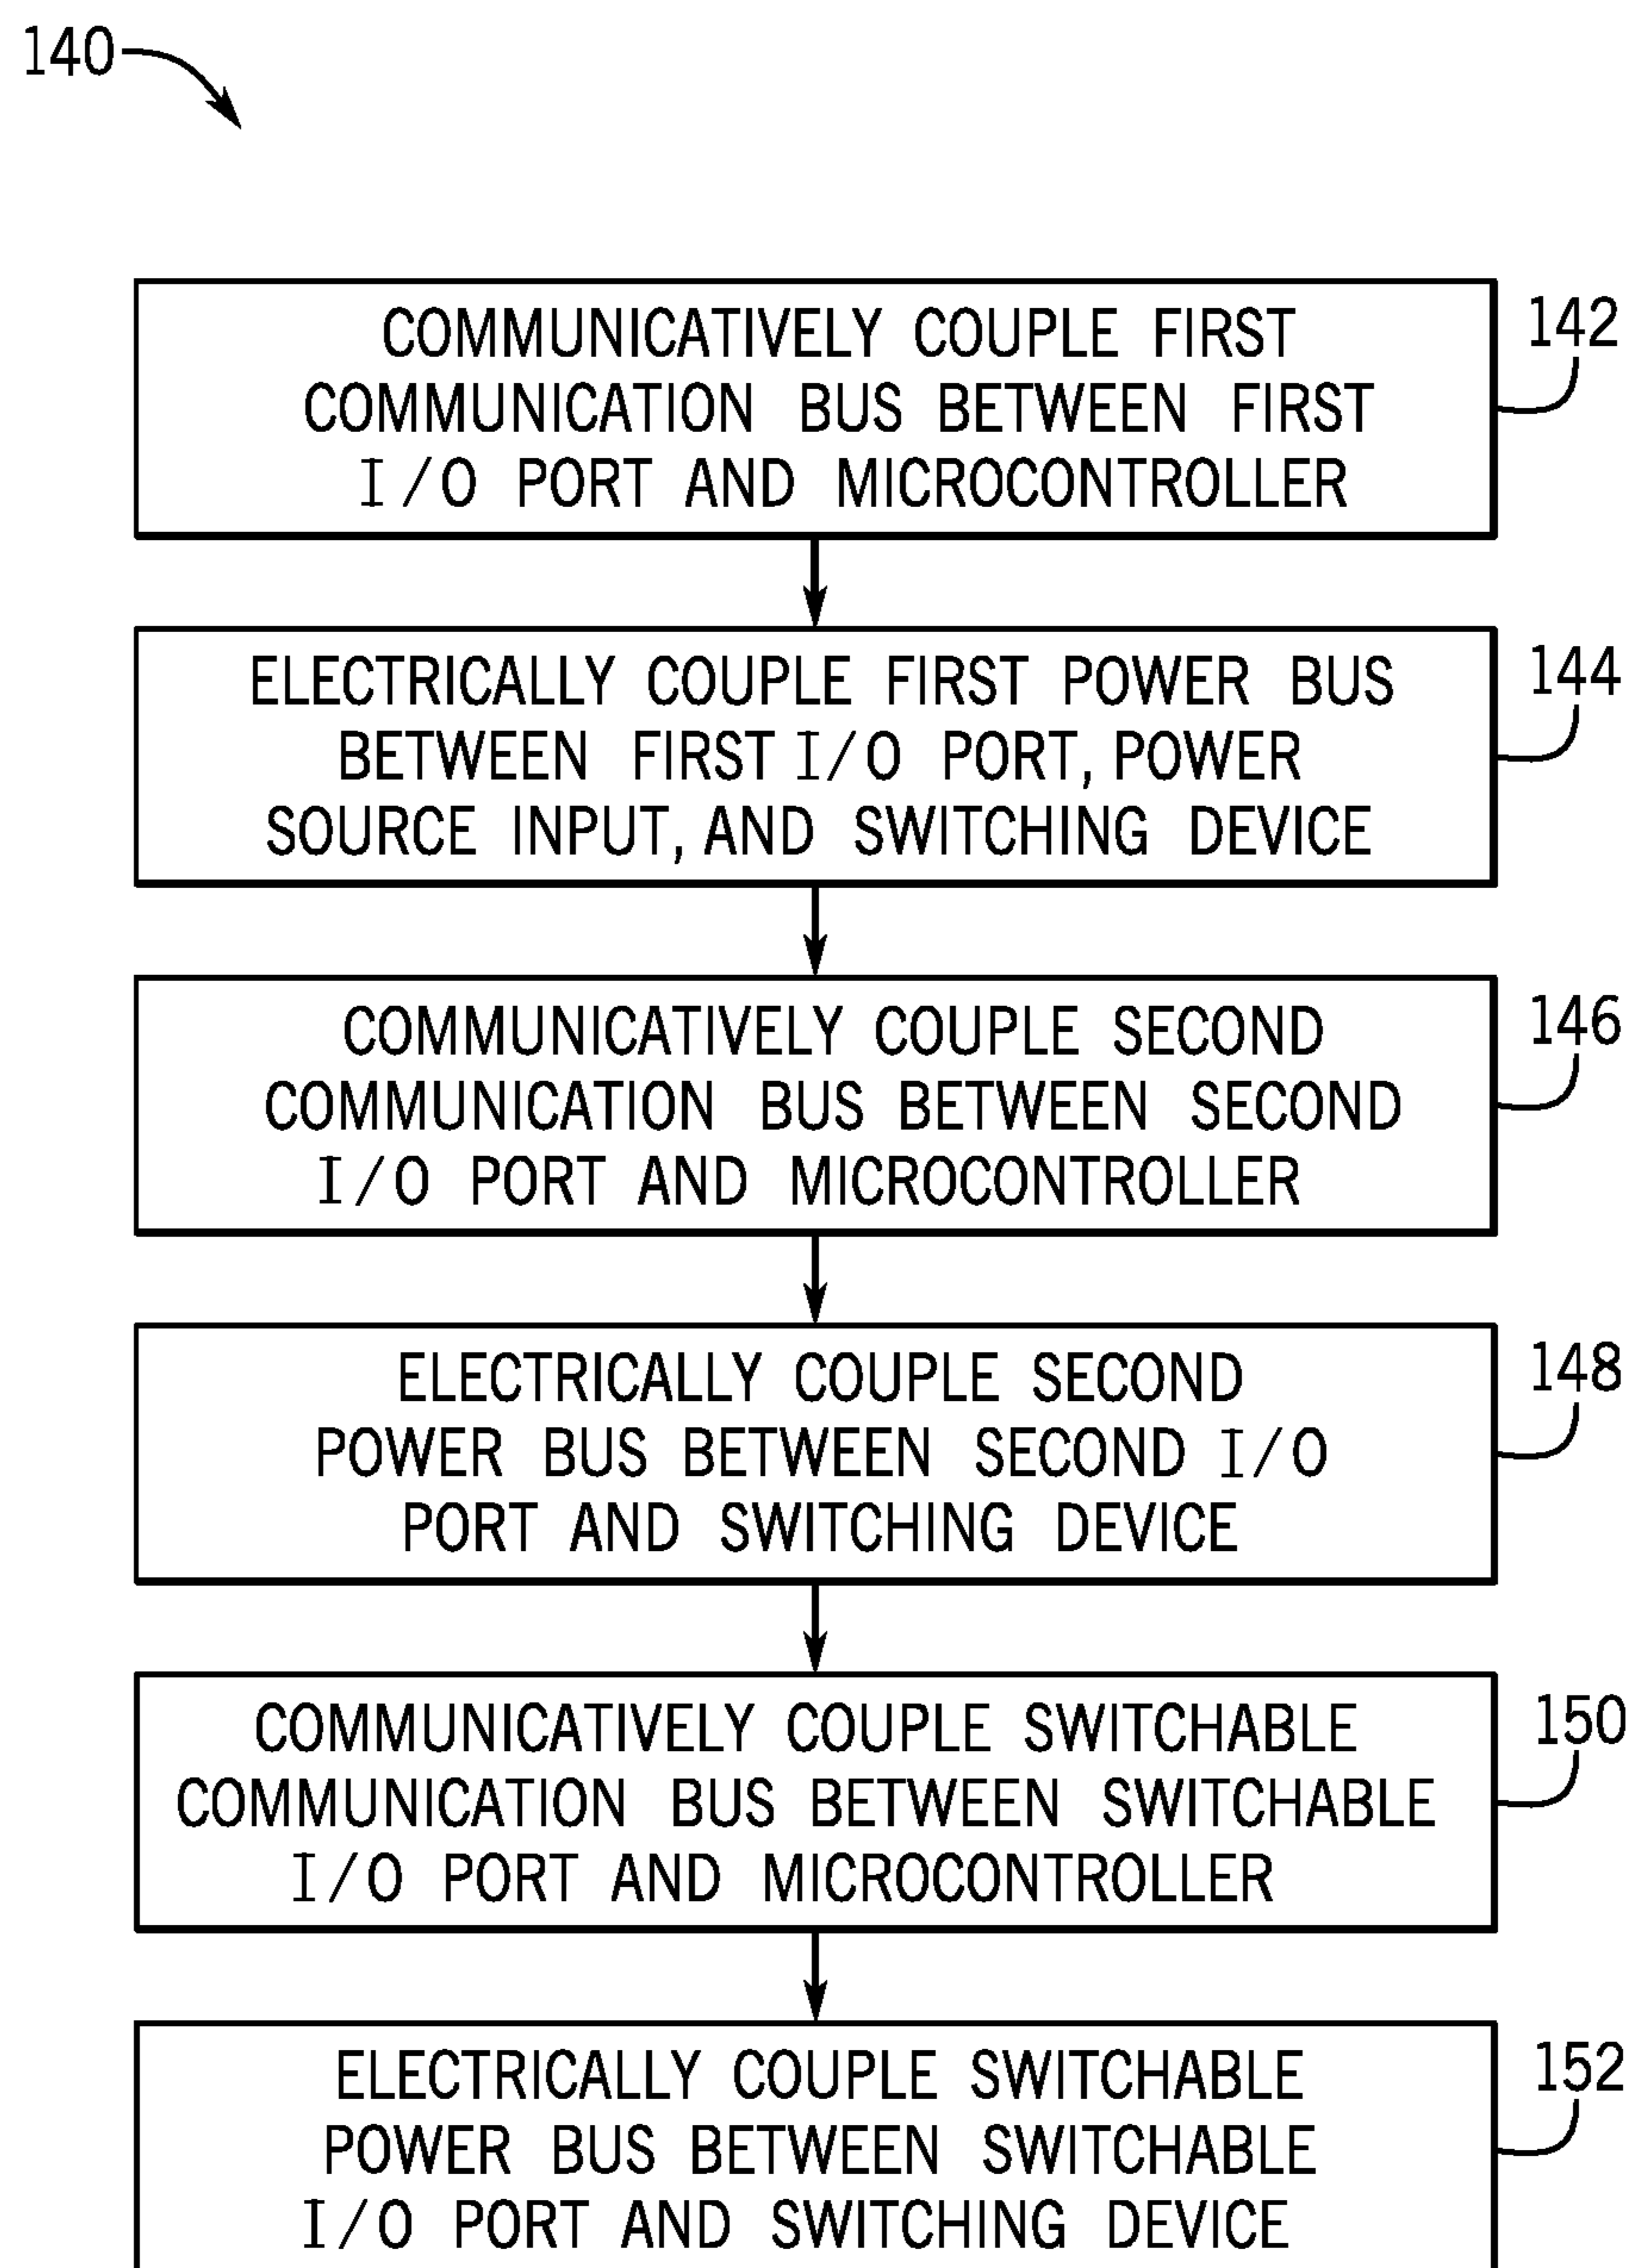 140
COMMUNICATIVELY COUPLE FIRST
COMMUNICATION BUS BETWEEN FIRST
I/O PORT AND MICROCONTROLLER
142
ELECTRICALLY COUPLE FIRST POWER BUS
BETWEEN FIRST I/O PORT, POWER
SOURCE INPUT, AND SWITCHING DEVICE
144
COMMUNICATIVELY COUPLE SECOND
COMMUNICATION BUS BETWEEN SECOND
I/O PORT AND MICROCONTROLLER
146
ELECTRICALLY COUPLE SECOND
POWER BUS BETWEEN SECOND I/O
PORT AND SWITCHING DEVICE
148
COMMUNICATIVELY COUPLE SWITCHABLE
COMMUNICATION BUS BETWEEN SWITCHABLE
I/O PORT AND MICROCONTROLLER
150
ELECTRICALLY COUPLE SWITCHABLE
POWER BUS BETWEEN SWITCHABLE
I/O PORT AND SWITCHING DEVICE
152